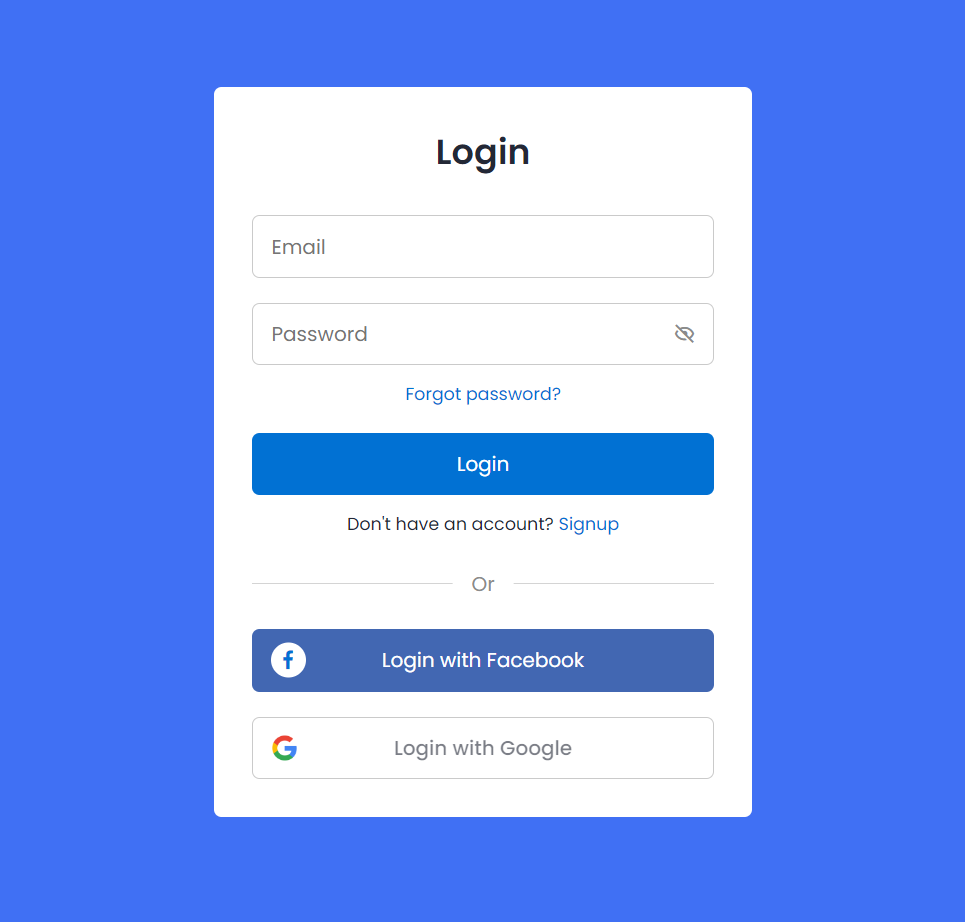 Login
Email
Password
Forgot password?
Login
Don't have an account? Signup
Or
Login with Facebook
Login with Google